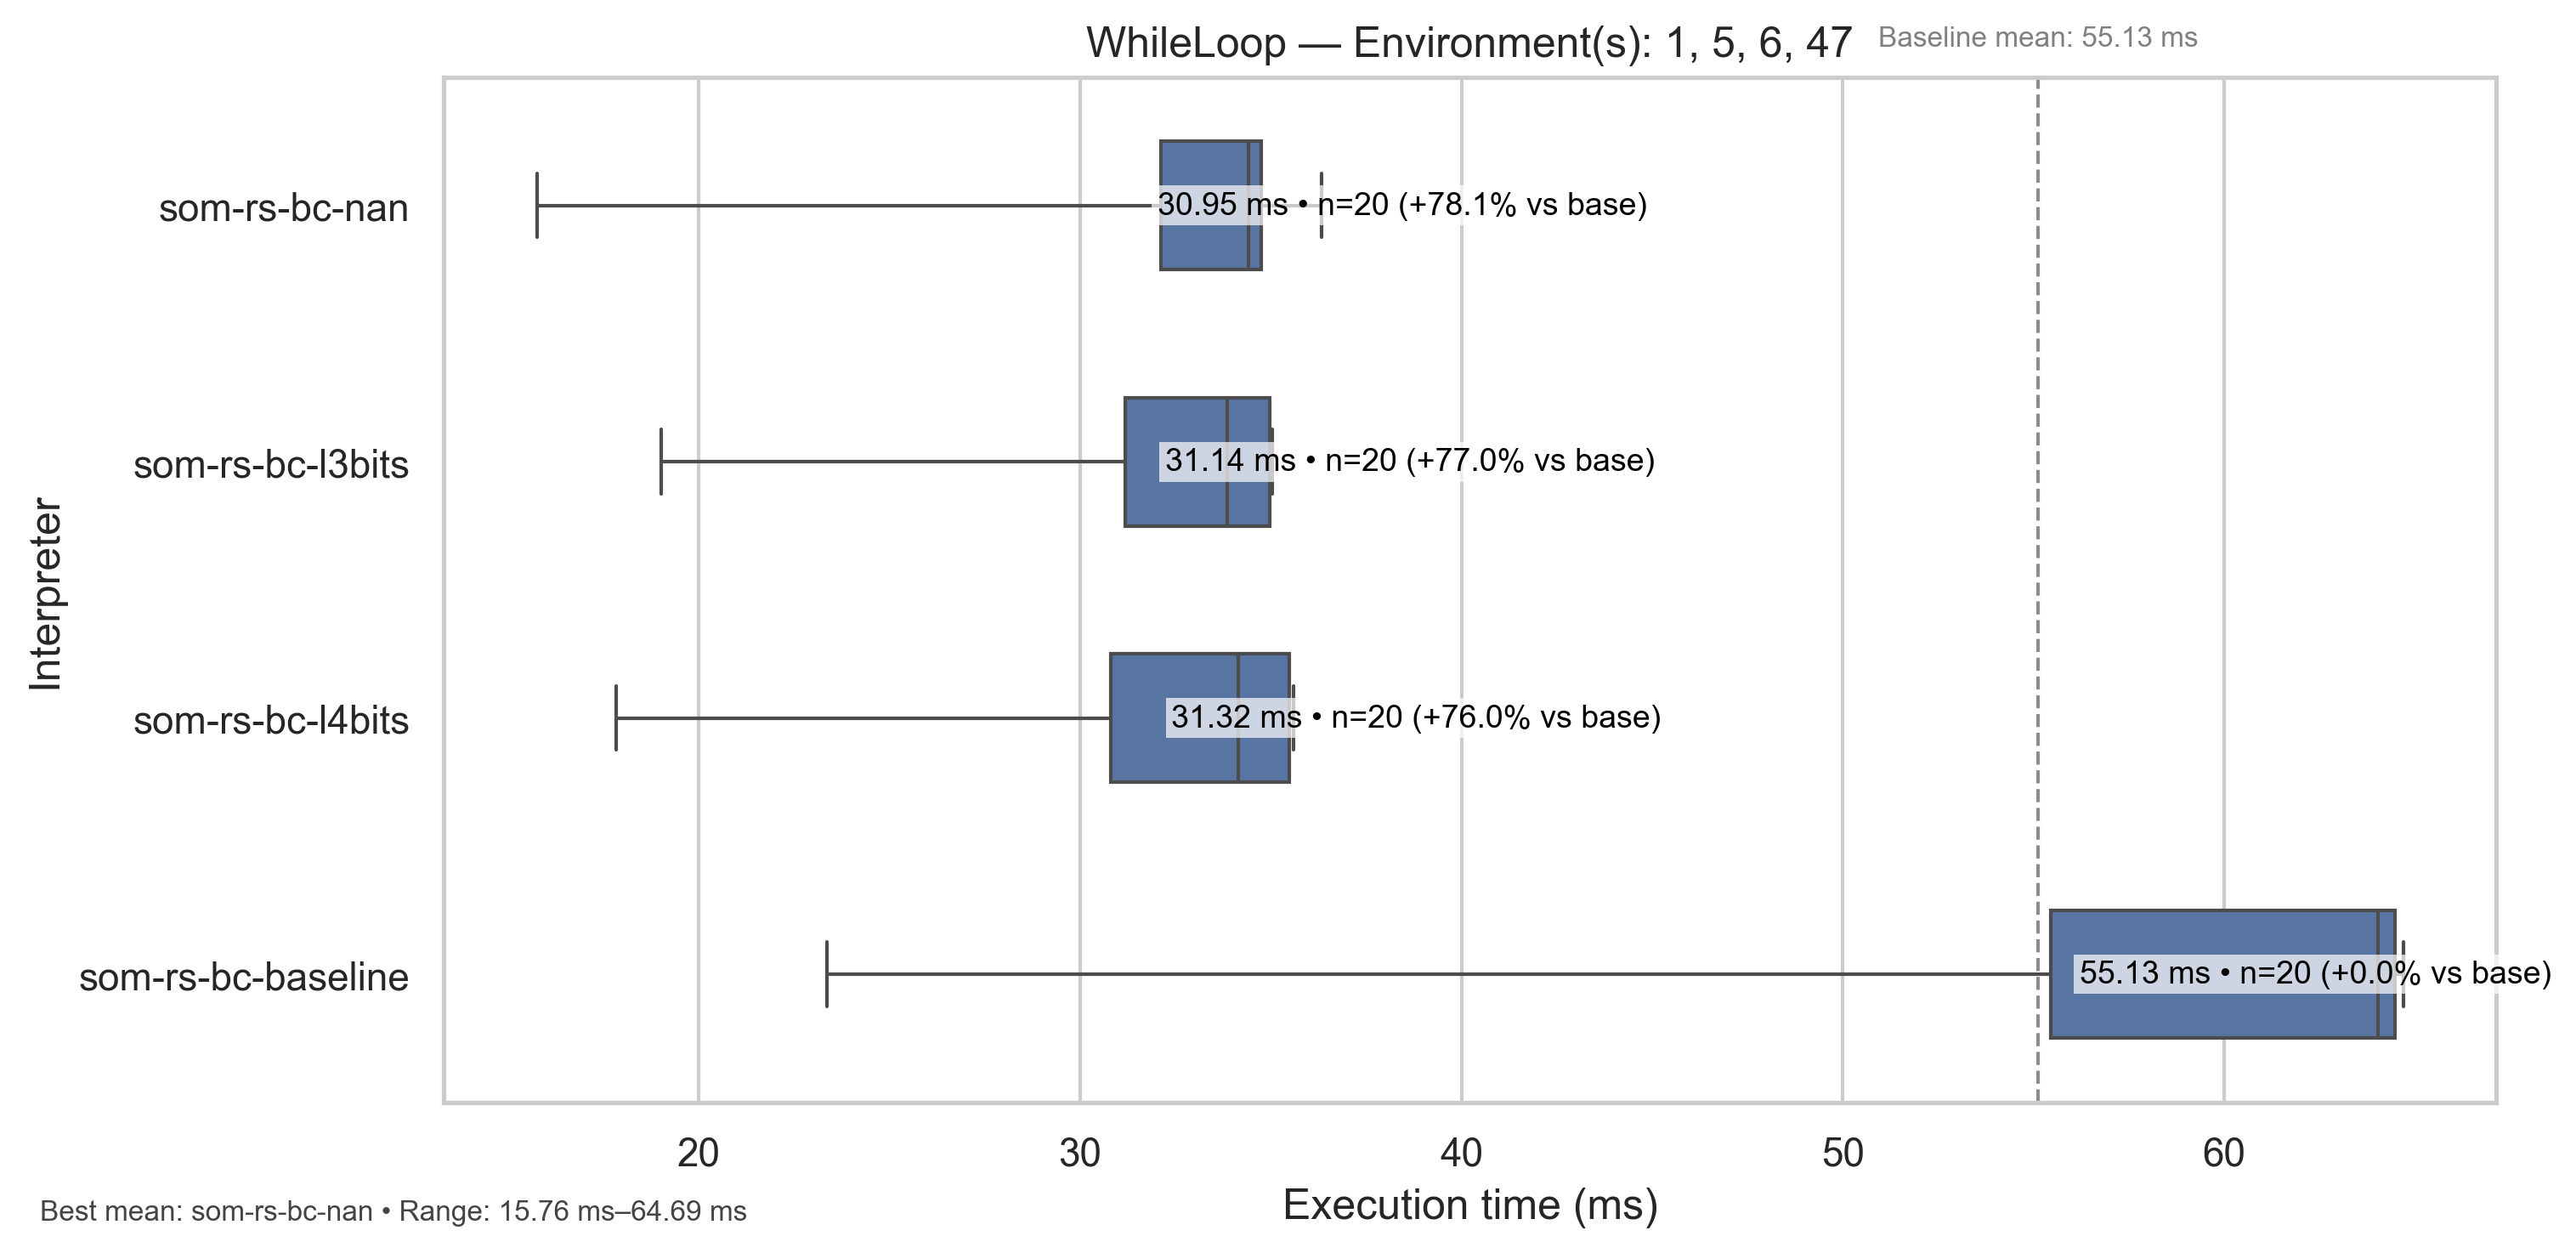 WhileLoop — Environment(s): 1, 5, 6, 47
Baseline mean: 55.13 ms
Interpreter
som-rs-bc-nan
30.95 ms • n=20 (+78.1% vs base)
som-rs-bc-l3bits
31.14 ms • n=20 (+77.0% vs base)
som-rs-bc-l4bits
31.32 ms • n=20 (+76.0% vs base)
som-rs-bc-baseline
55.13 ms • n=20 (+0.0% vs base)
20 30 40 50 60
Execution time (ms)
Best mean: som-rs-bc-nan • Range: 15.76 ms–64.69 ms